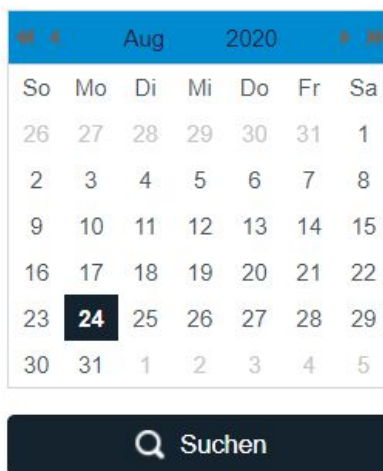 Aug 2020
So Mo Di Mi Do Fr Sa
26 27 28 29 30 31 1
2 3 4 5 6 7 8
9 10 11 12 13 14 15
16 17 18 19 20 21 22
23 24 25 26 27 28 29
30 31 1 2 3 4 5
Suchen